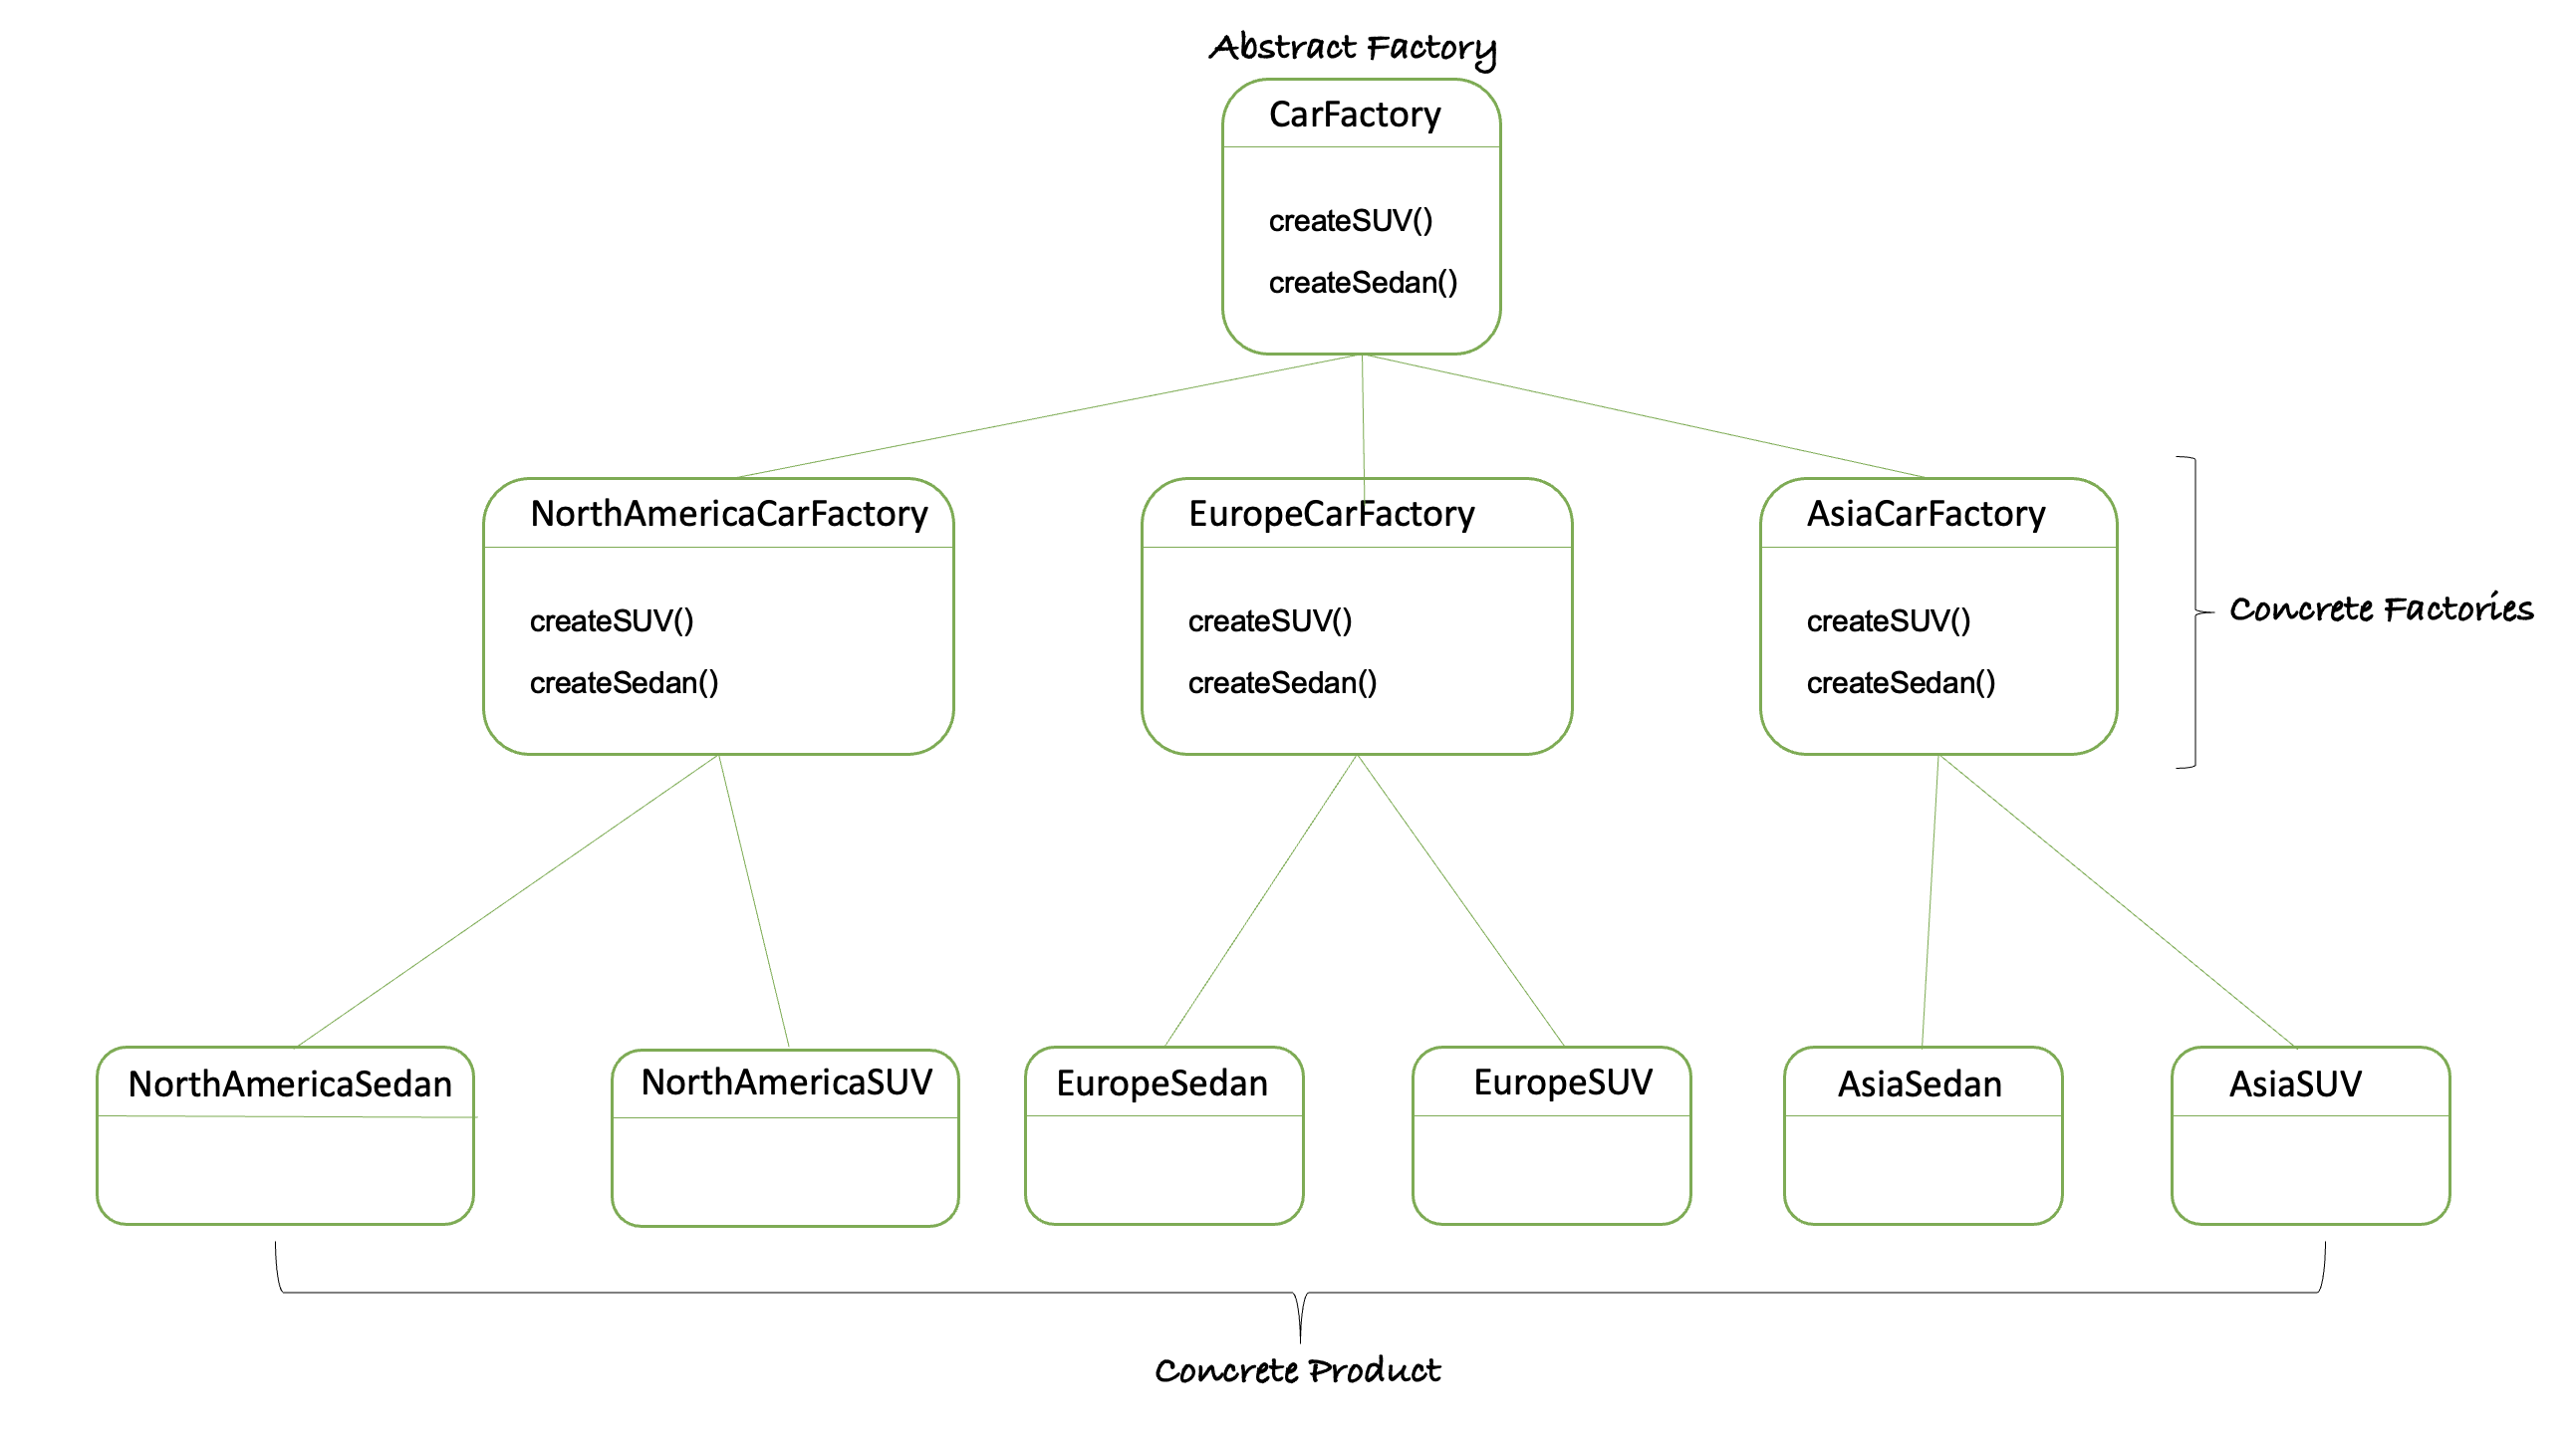 Abstract Factory
CarFactory
createSUV()
createSedan()
NorthAmericaCarFactory
createSUV()
createSedan()
EuropeCarFactory
createSUV()
createSedan()
AsiaCarFactory
createSUV()
createSedan()
Concrete Factories
NorthAmericaSedan
NorthAmericaSUV
EuropeSedan
EuropeSUV
AsiaSedan
AsiaSUV
Concrete Product